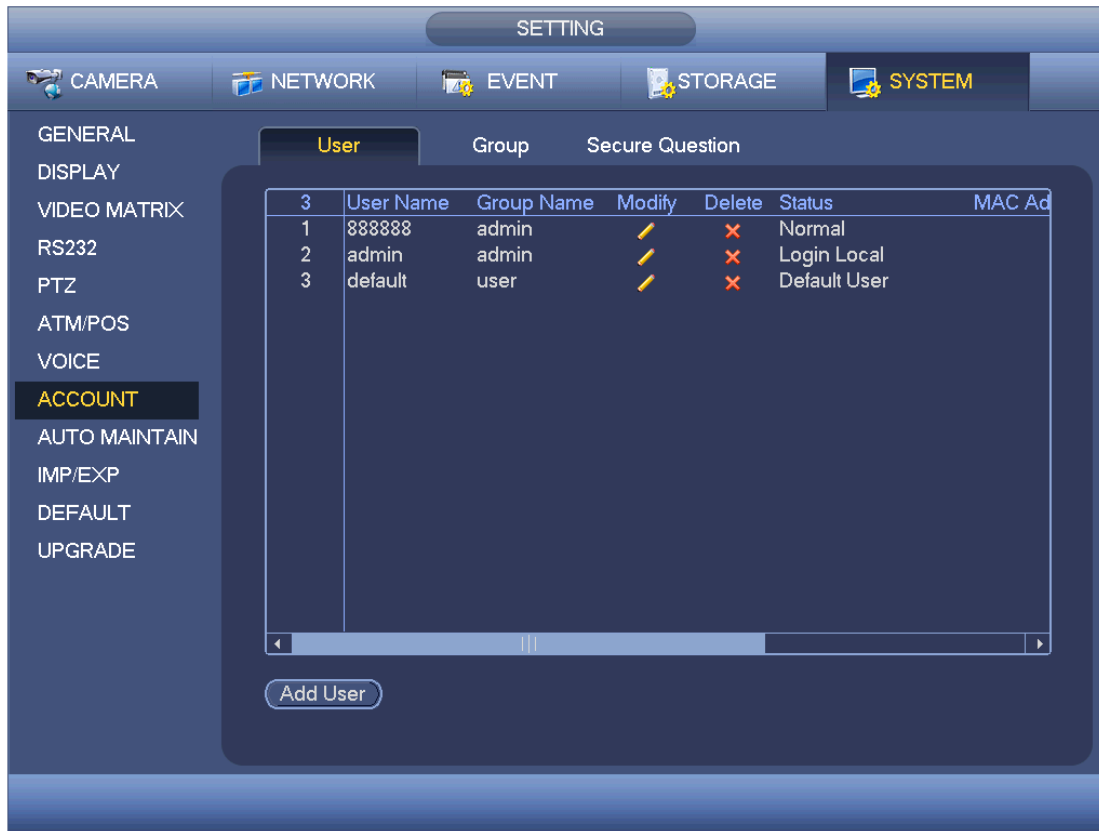 SETTING
CAMERA NETWORK EVENT STORAGE SYSTEM
GENERAL
DISPLAY
VIDEO MATRIX
RS232
PTZ
ATM/POS
VOICE
ACCOUNT
AUTO MAINTAIN
IMP/EXP
DEFAULT
UPGRADE
User Group Secure Question
3 User Name Group Name Modify Delete Status MAC Ad
1 888888 admin Normal
2 admin admin Login Local
3 default user Default User
Add User